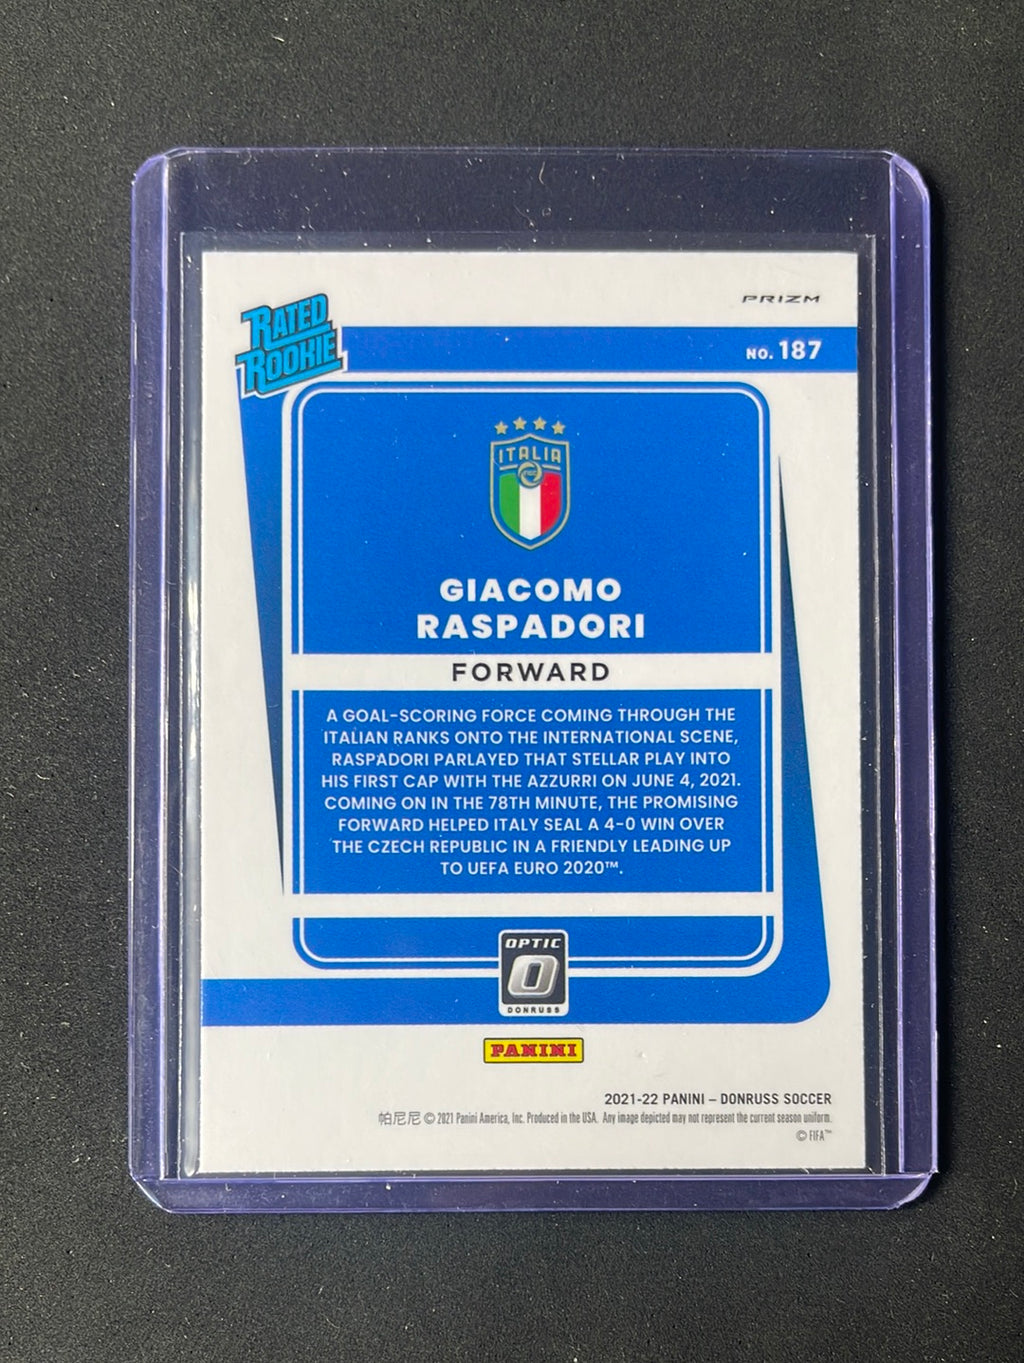 PRIZM
RATED
ROOKIE
NO. 187
ITALIA
FIGC
GIACOMO
RASPADORI
FORWARD
A GOAL-SCORING FORCE COMING THROUGH THE
ITALIAN RANKS ONTO THE INTERNATIONAL SCENE,
RASPADORI PARLAYED THAT STELLAR PLAY INTO
HIS FIRST CAP WITH THE AZZURRI ON JUNE 4, 2021.
COMING ON IN THE 78TH MINUTE, THE PROMISING
FORWARD HELPED ITALY SEAL A 4-0 WIN OVER
THE CZECH REPUBLIC IN A FRIENDLY LEADING UP
TO UEFA EURO 2020™.
OPTIC
O
DONRUSS
PANINI
2021-22 PANINI – DONRUSS SOCCER
帕尼尼 © 2021 Panini America, Inc. Produced in the USA. Any image depicted may not represent the current season uniform.
© FIFA™